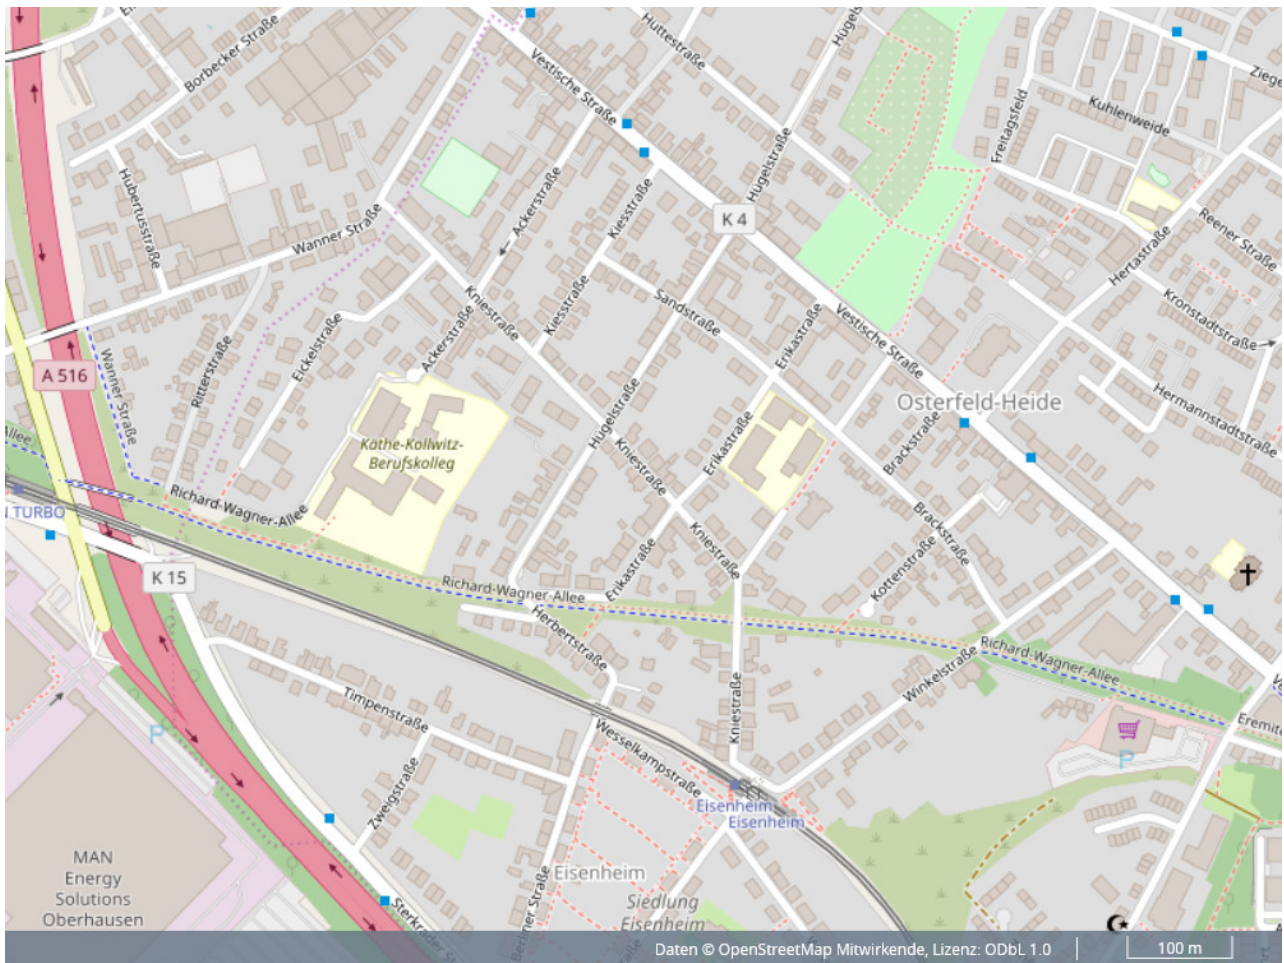 Borbecker Straße
Huttestraße
Hügelstraße
Vestische Straße
Kuhlenweide
Freitagsfeld
Hubertusstraße
Ackerstraße
Kiesstraße
Hügelstraße
K 4
Wanner Straße
Reener Straße
Hertastraße
Kniestraße
Kiesstraße
Sandstraße
Erikastraße
Vestische Straße
Kronstadtstraße
Eickelstraße
Ackerstraße
Ritterstraße
Wanner Straße
A 516
Osterfeld-Heide
Hermannstadtstraße
Hügelstraße
Brackstraße
Käthe-Kollwitz-
Berufskolleg
Kniestraße
Erikastraße
Allee
Richard-Wagner-Allee
TURBO
Brackstraße
Kniestraße
Kottenstraße
K 15
Richard-Wagner-Allee
Erikastraße
Herbertstraße
Richard-Wagner-Allee
Winkelstraße
Timpenstraße
Kniestraße
Wesselkampstraße
P
P
Zweigstraße
Eisenheim
Eisenheim
MAN
Energy
Solutions
Oberhausen
Eisenheim
Siedlung
Eisenheim
Daten © OpenStreetMap Mitwirkende, Lizenz: ODbL 1.0
100 m